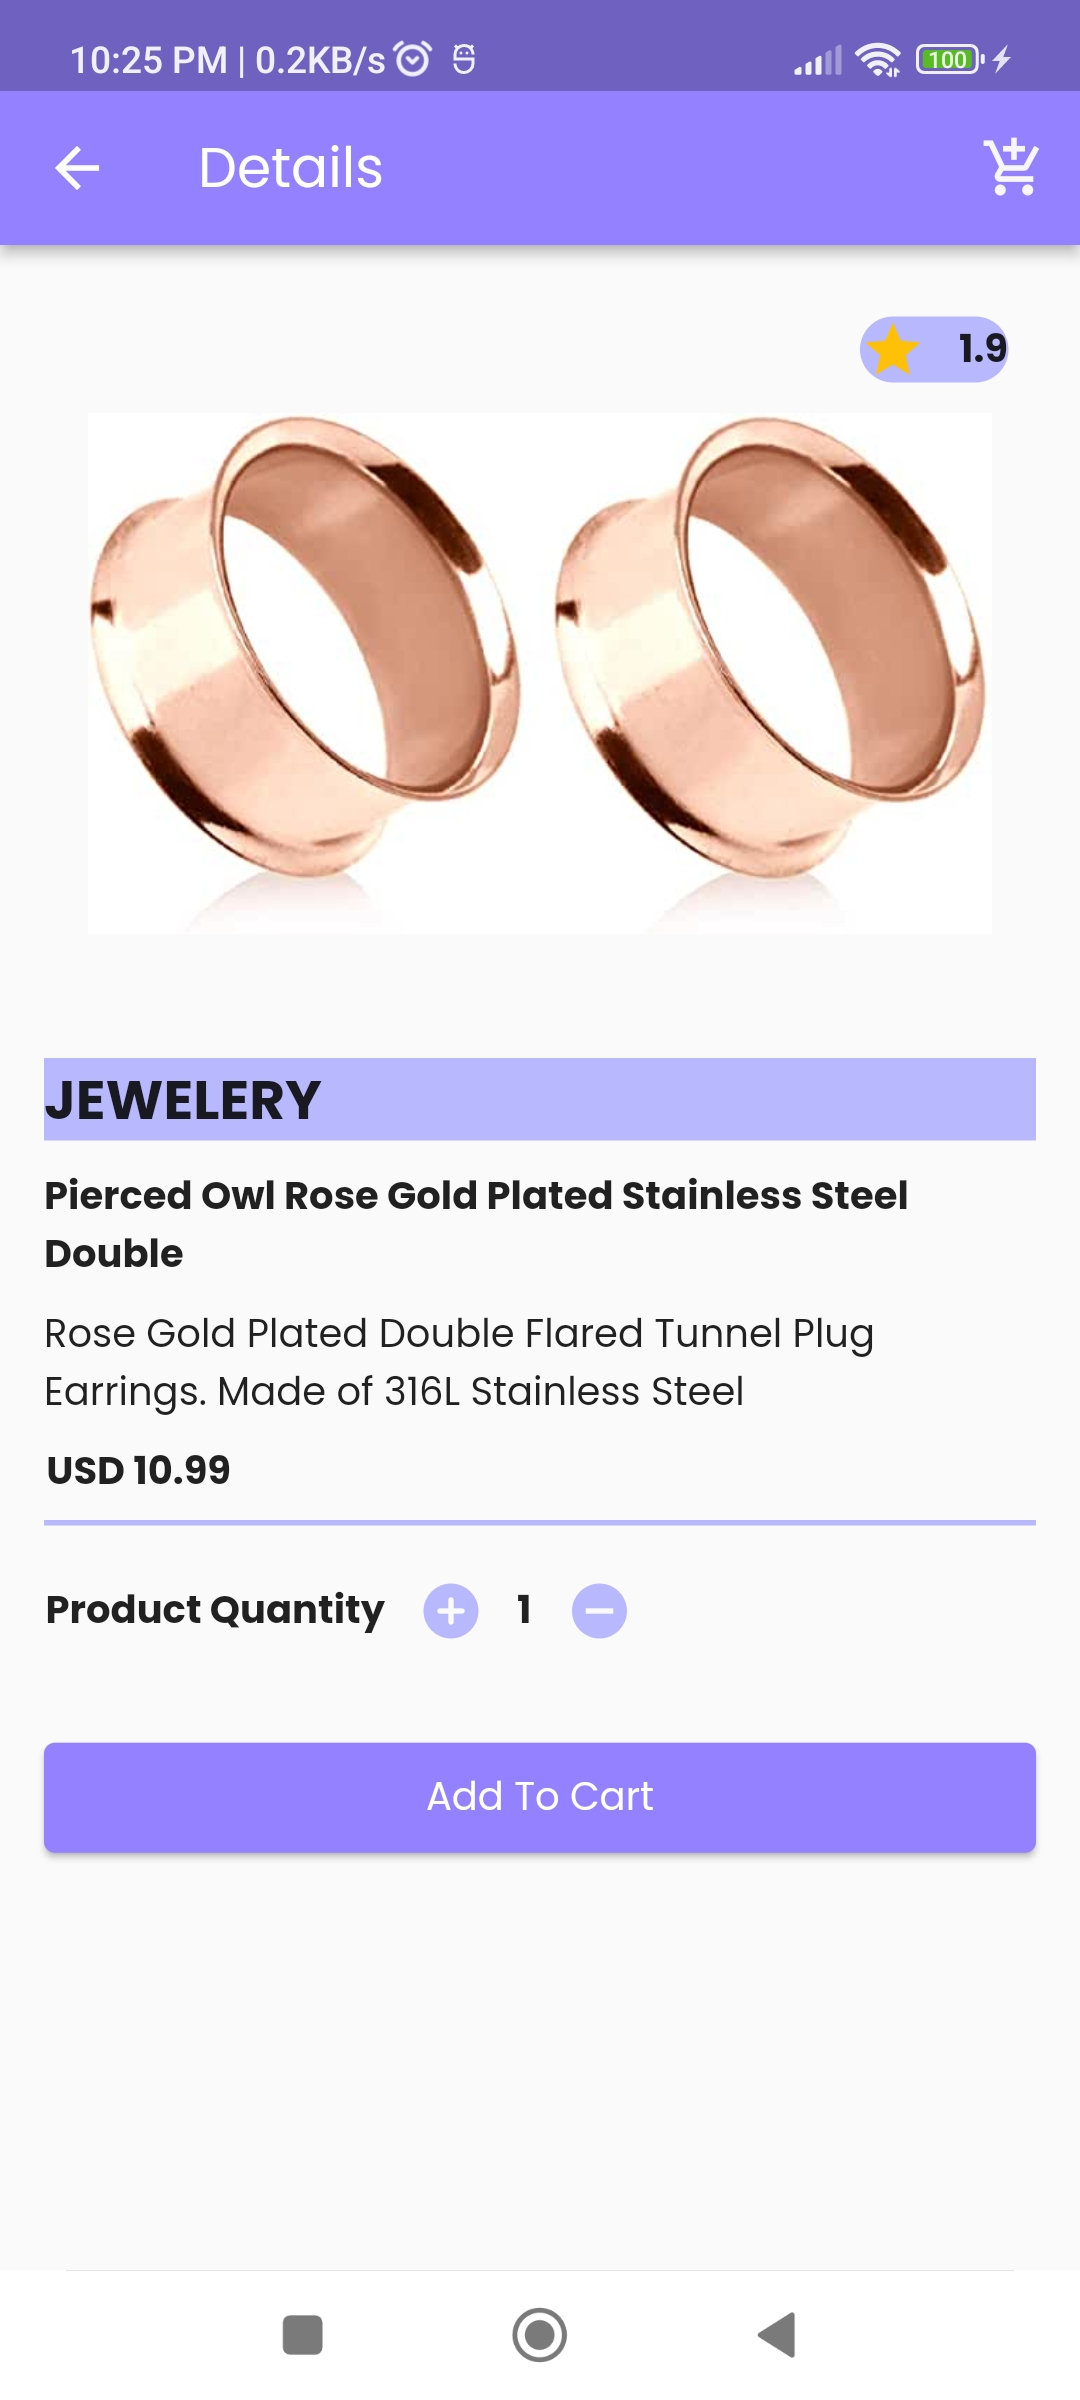 10:25 PM | 0.2KB/s
100
Details
1.9
JEWELERY
Pierced Owl Rose Gold Plated Stainless Steel
Double
Rose Gold Plated Double Flared Tunnel Plug
Earrings. Made of 316L Stainless Steel
USD 10.99
Product Quantity 1
Add To Cart